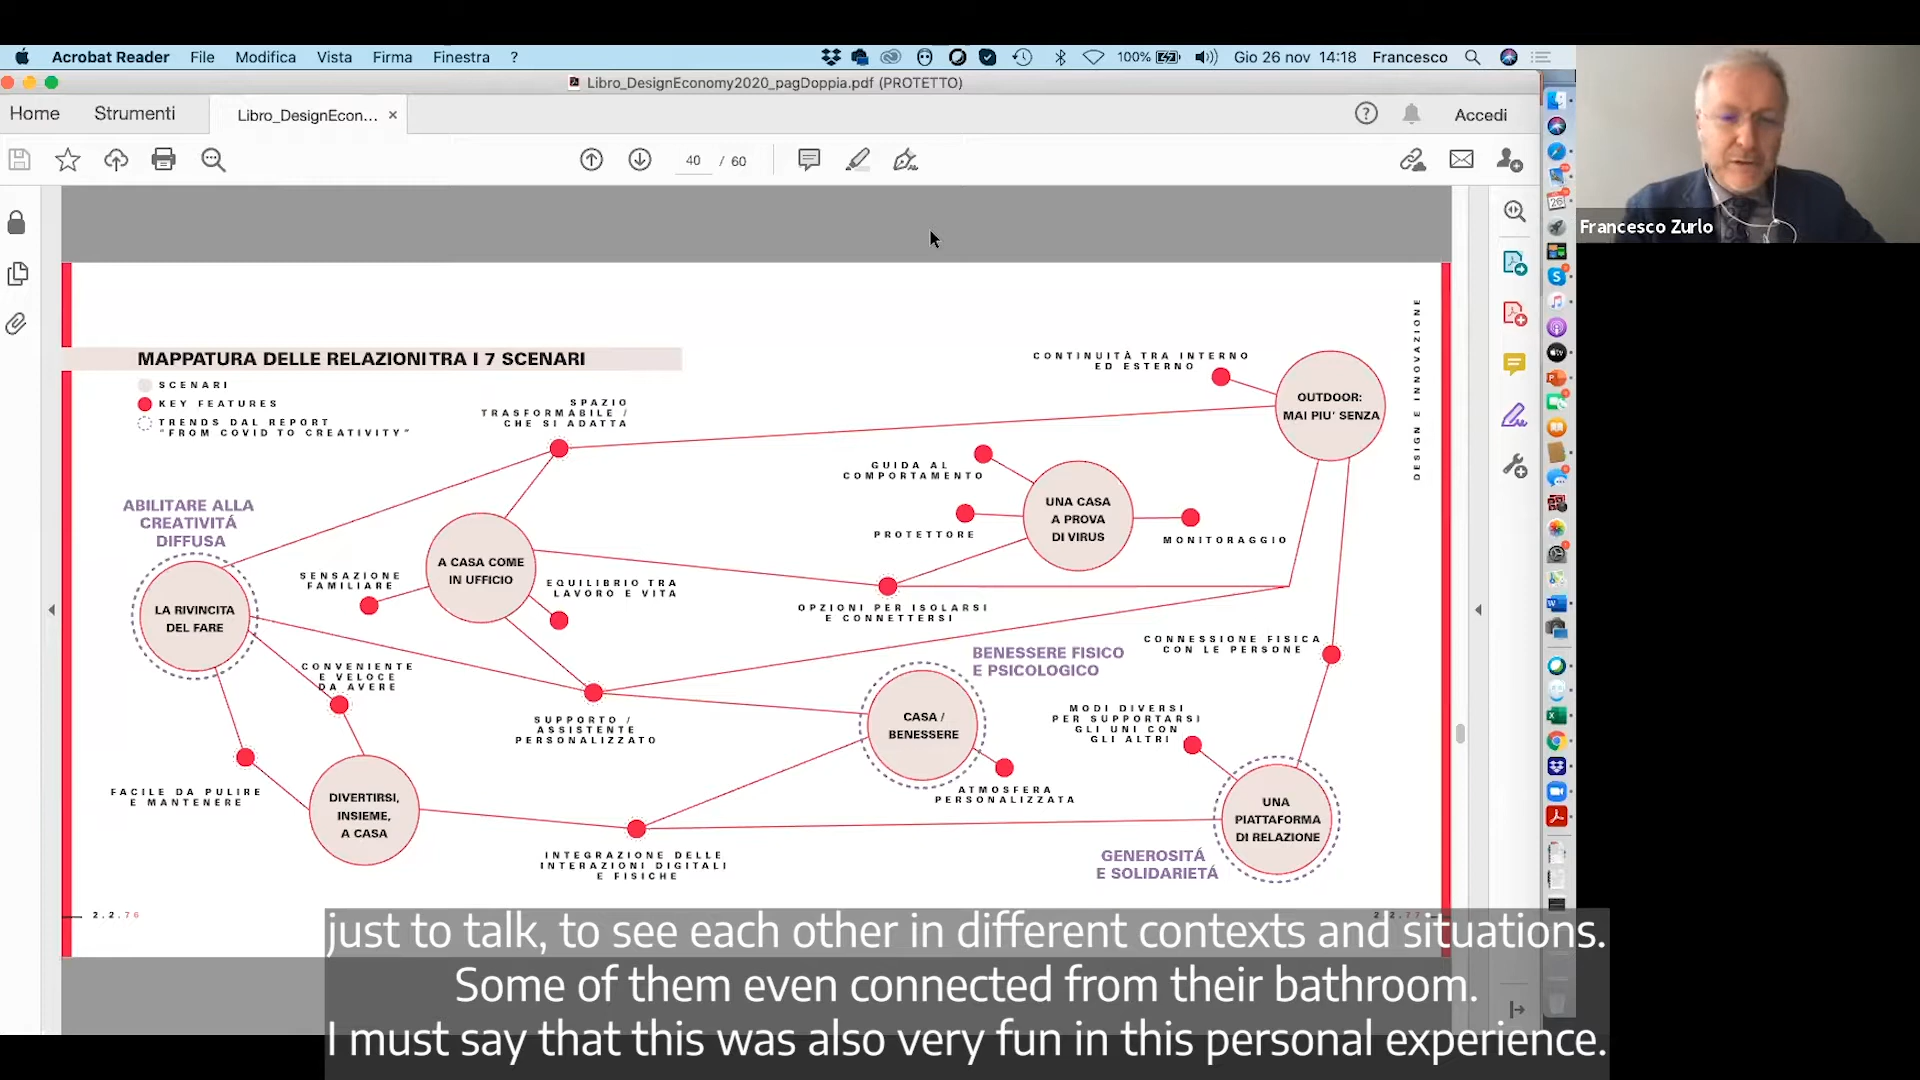 Acrobat Reader File Modifica Vista Firma Finestra ? 100% Gio 26 nov 14:18 Francesco
Libro_DesignEconomy2020_pagDoppia.pdf (PROTETTO)
Home Strumenti Libro_DesignEcon... × Accedi
40 / 60
Francesco Zurlo
MAPPATURA DELLE RELAZIONI TRA I 7 SCENARI
SCENARI
KEY FEATURES
TRENDS DAL REPORT
"FROM COVID TO CREATIVITY"
SPAZIO
TRASFORMABILE /
CHE SI ADATTA
CONTINUITÀ TRA INTERNO
ED ESTERNO
OUTDOOR:
MAI PIU' SENZA
DESIGN E INNOVAZIONE
GUIDA AL
COMPORTAMENTO
UNA CASA
A PROVA
DI VIRUS
PROTETTORE
MONITORAGGIO
ABILITARE ALLA
CREATIVITÁ
DIFFUSA
A CASA COME
IN UFFICIO
SENSAZIONE
FAMILIARE
EQUILIBRIO TRA
LAVORO E VITA
LA RIVINCITA
DEL FARE
OPZIONI PER ISOLARSI
E CONNETTERSI
CONNESSIONE FISICA
CON LE PERSONE
BENESSERE FISICO
E PSICOLOGICO
CONVENIENTE
E VELOCE
DA AVERE
SUPPORTO /
ASSISTENTE
PERSONALIZZATO
CASA /
BENESSERE
MODI DIVERSI
PER SUPPORTARSI
GLI UNI CON
GLI ALTRI
FACILE DA PULIRE
E MANTENERE
DIVERTIRSI,
INSIEME,
A CASA
ATMOSFERA
PERSONALIZZATA
UNA
PIATTAFORMA
DI RELAZIONE
INTEGRAZIONE DELLE
INTERAZIONI DIGITALI
E FISICHE
GENEROSITÁ
E SOLIDARIETÁ
2.2.76
2.2.77
just to talk, to see each other in different contexts and situations.
Some of them even connected from their bathroom.
I must say that this was also very fun in this personal experience.